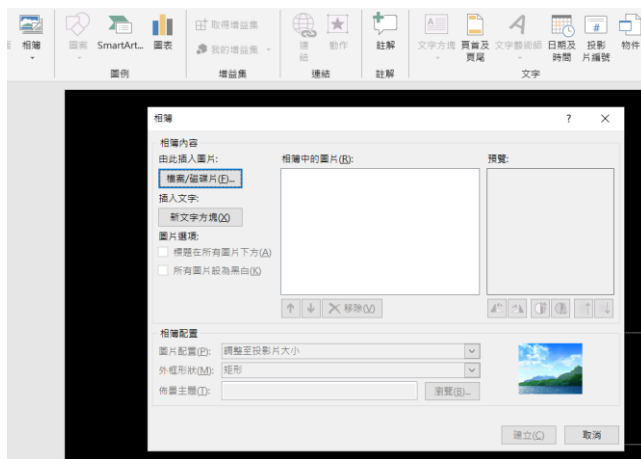 相簿
圖案
SmartArt...
圖表
取得增益集
我的增益集
連結
動作
註解
文字方塊
頁首及頁尾
文字藝術師
日期及時間
投影片編號
物件
圖例
增益集
連結
註解
文字
相簿
?
相簿內容
由此插入圖片:
相簿中的圖片(R):
預覽:
檔案/磁碟片(F)...
插入文字:
新文字方塊(X)
圖片選項:
標題在所有圖片下方(A)
所有圖片設為黑白(K)
移除(V)
相簿配置
圖片配置(P):
調整至投影片大小
外框形狀(M):
矩形
佈景主題(T):
瀏覽(B)...
建立(C)
取消